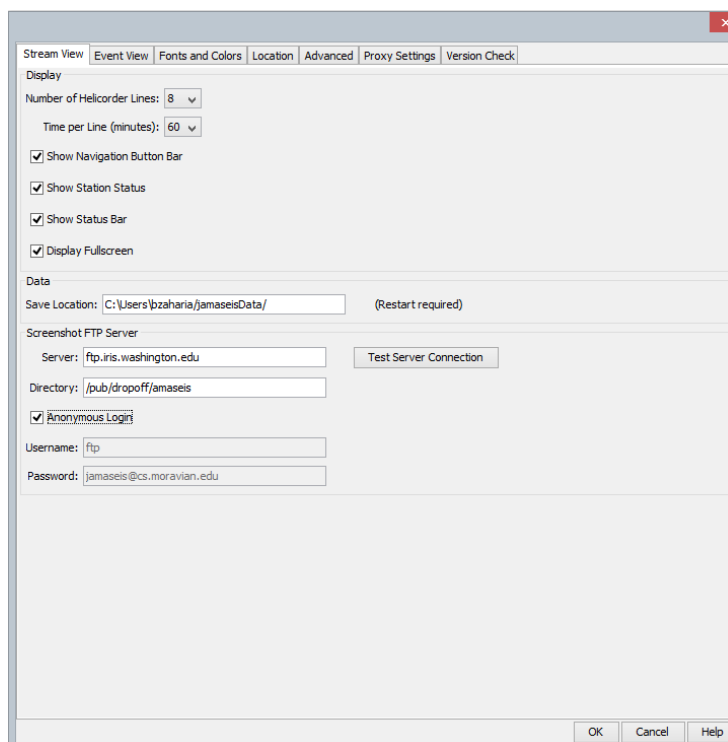 Stream View Event View Fonts and Colors Location Advanced Proxy Settings Version Check
Display
Number of Helicorder Lines: 8
Time per Line (minutes): 60
Show Navigation Button Bar
Show Station Status
Show Status Bar
Display Fullscreen
Data
Save Location: C:\Users\bzaharia/jamaseisData/ (Restart required)
Screenshot FTP Server
Server: ftp.iris.washington.edu Test Server Connection
Directory: /pub/dropoff/amaseis
Anonymous Login
Username: ftp
Password: jamaseis@cs.moravian.edu
OK Cancel Help